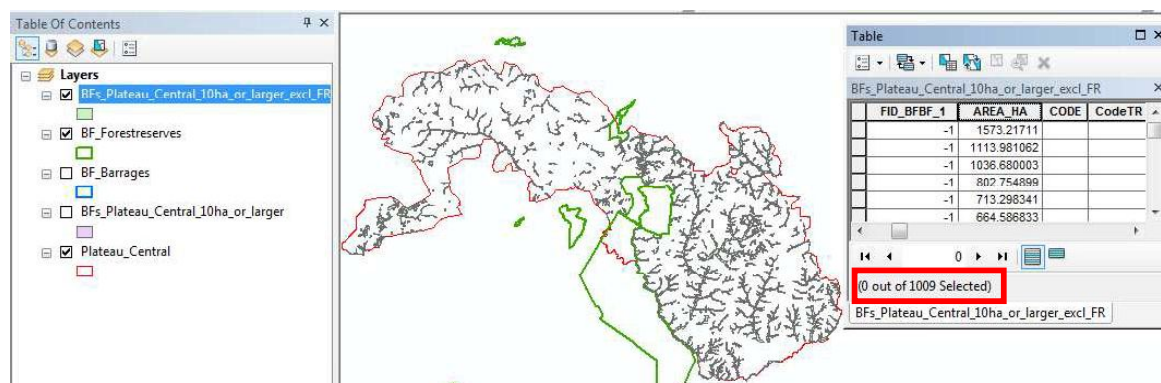 Table Of Contents
Layers
BFs_Plateau_Central_10ha_or_larger_excl_FR
BF_Forestreserves
BF_Barrages
BFs_Plateau_Central_10ha_or_larger
Plateau_Central
Table
BFs_Plateau_Central_10ha_or_larger_excl_FR
FID_BFBF_1 AREA_HA CODE CodeTR
-1 1573.21711
-1 1113.981062
-1 1036.680003
-1 802.754899
-1 713.298341
-1 664.586833
0
(0 out of 1009 Selected)
BFs_Plateau_Central_10ha_or_larger_excl_FR